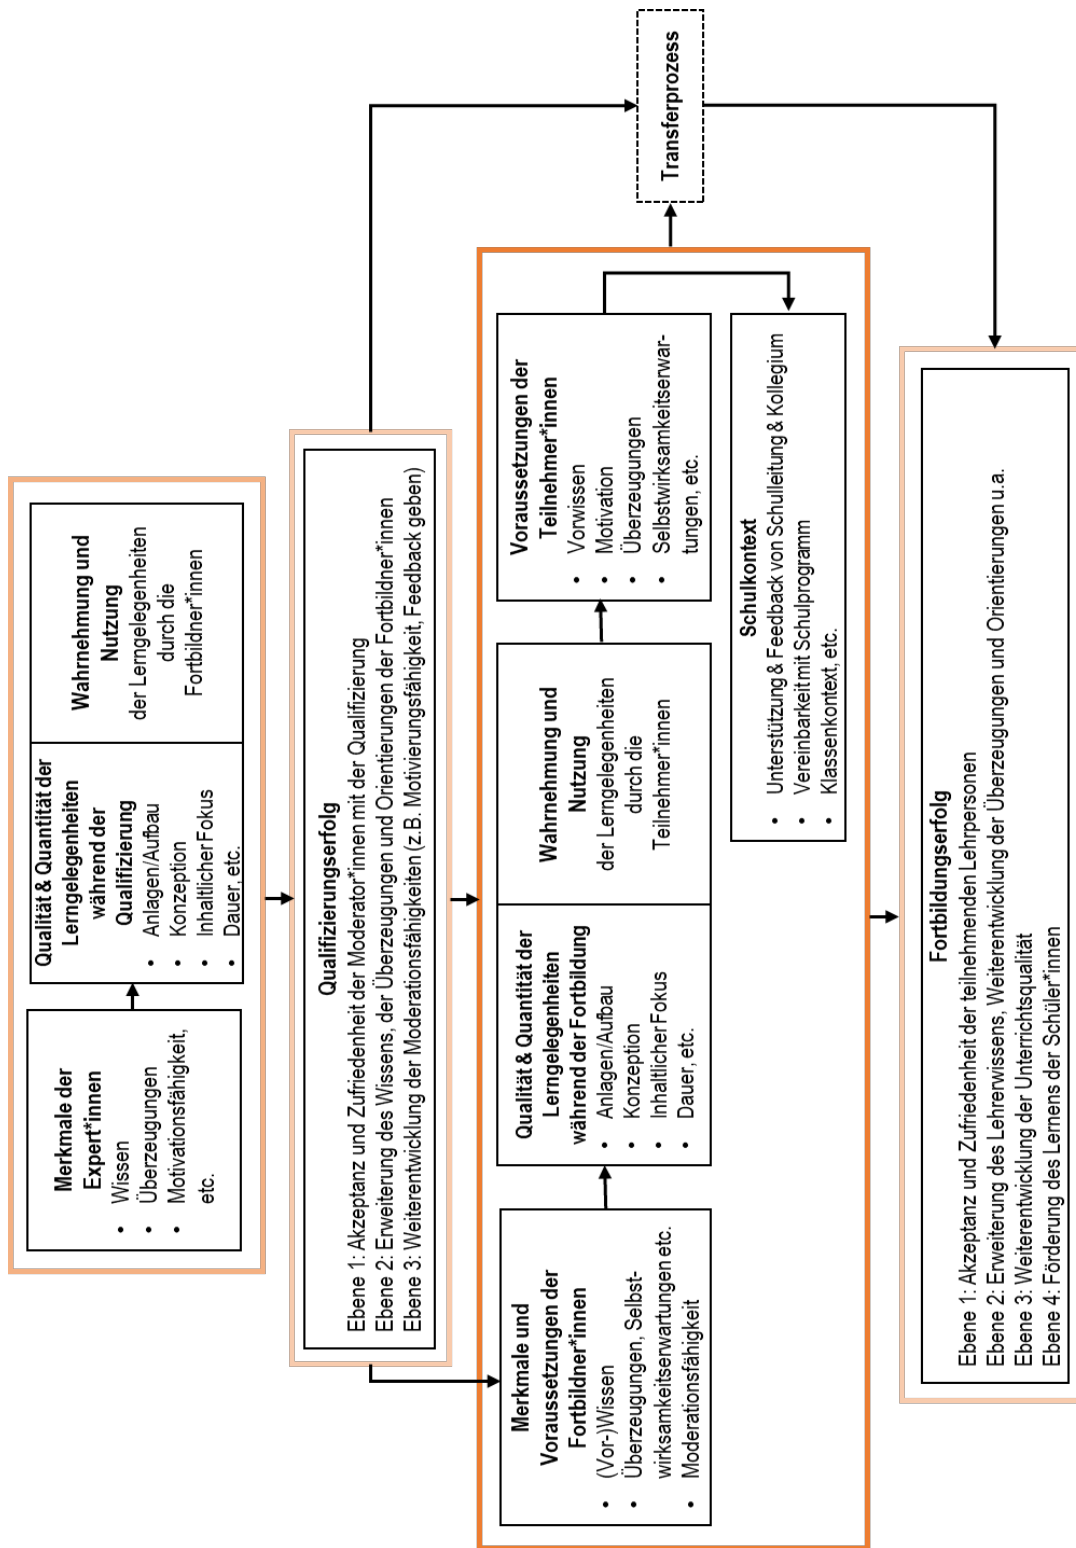 Merkmale der
Expert*innen
• Wissen
• Überzeugungen
• Motivationsfähigkeit,
etc.
Qualität & Quantität der
Lerngelegenheiten
während der
Qualifizierung
• Anlagen/Aufbau
• Konzeption
• Inhaltlicher Fokus
• Dauer, etc.
Wahrnehmung und
Nutzung
der Lerngelegenheiten
durch die
Fortbildner*innen
Qualifizierungserfolg
Ebene 1: Akzeptanz und Zufriedenheit der Moderator*innen mit der Qualifizierung
Ebene 2: Erweiterung des Wissens, der Überzeugungen und Orientierungen der Fortbildner*innen
Ebene 3: Weiterentwicklung der Moderationsfähigkeiten (z.B. Motivierungsfähigkeit, Feedback geben)
Merkmale und
Voraussetzungen der
Fortbildner*innen
• (Vor-)Wissen
• Überzeugungen, Selbst-
wirksamkeitserwartungen etc.
• Moderationsfähigkeit
Qualität & Quantität der
Lerngelegenheiten
während der Fortbildung
• Anlagen/Aufbau
• Konzeption
• Inhaltlicher Fokus
• Dauer, etc.
Wahrnehmung und
Nutzung
der Lerngelegenheiten
durch die
Teilnehmer*innen
Voraussetzungen der
Teilnehmer*innen
• Vorwissen
• Motivation
• Überzeugungen
• Selbstwirksamkeitserwar-
tungen, etc.
Schulkontext
• Unterstützung & Feedback von Schulleitung & Kollegium
• Vereinbarkeit mit Schulprogramm
• Klassenkontext, etc.
Transferprozess
Fortbildungserfolg
Ebene 1: Akzeptanz und Zufriedenheit der teilnehmenden Lehrpersonen
Ebene 2: Erweiterung des Lehrerwissens, Weiterentwicklung der Überzeugungen und Orientierungen u.a.
Ebene 3: Weiterentwicklung der Unterrichtsqualität
Ebene 4: Förderung des Lernens der Schüler*innen